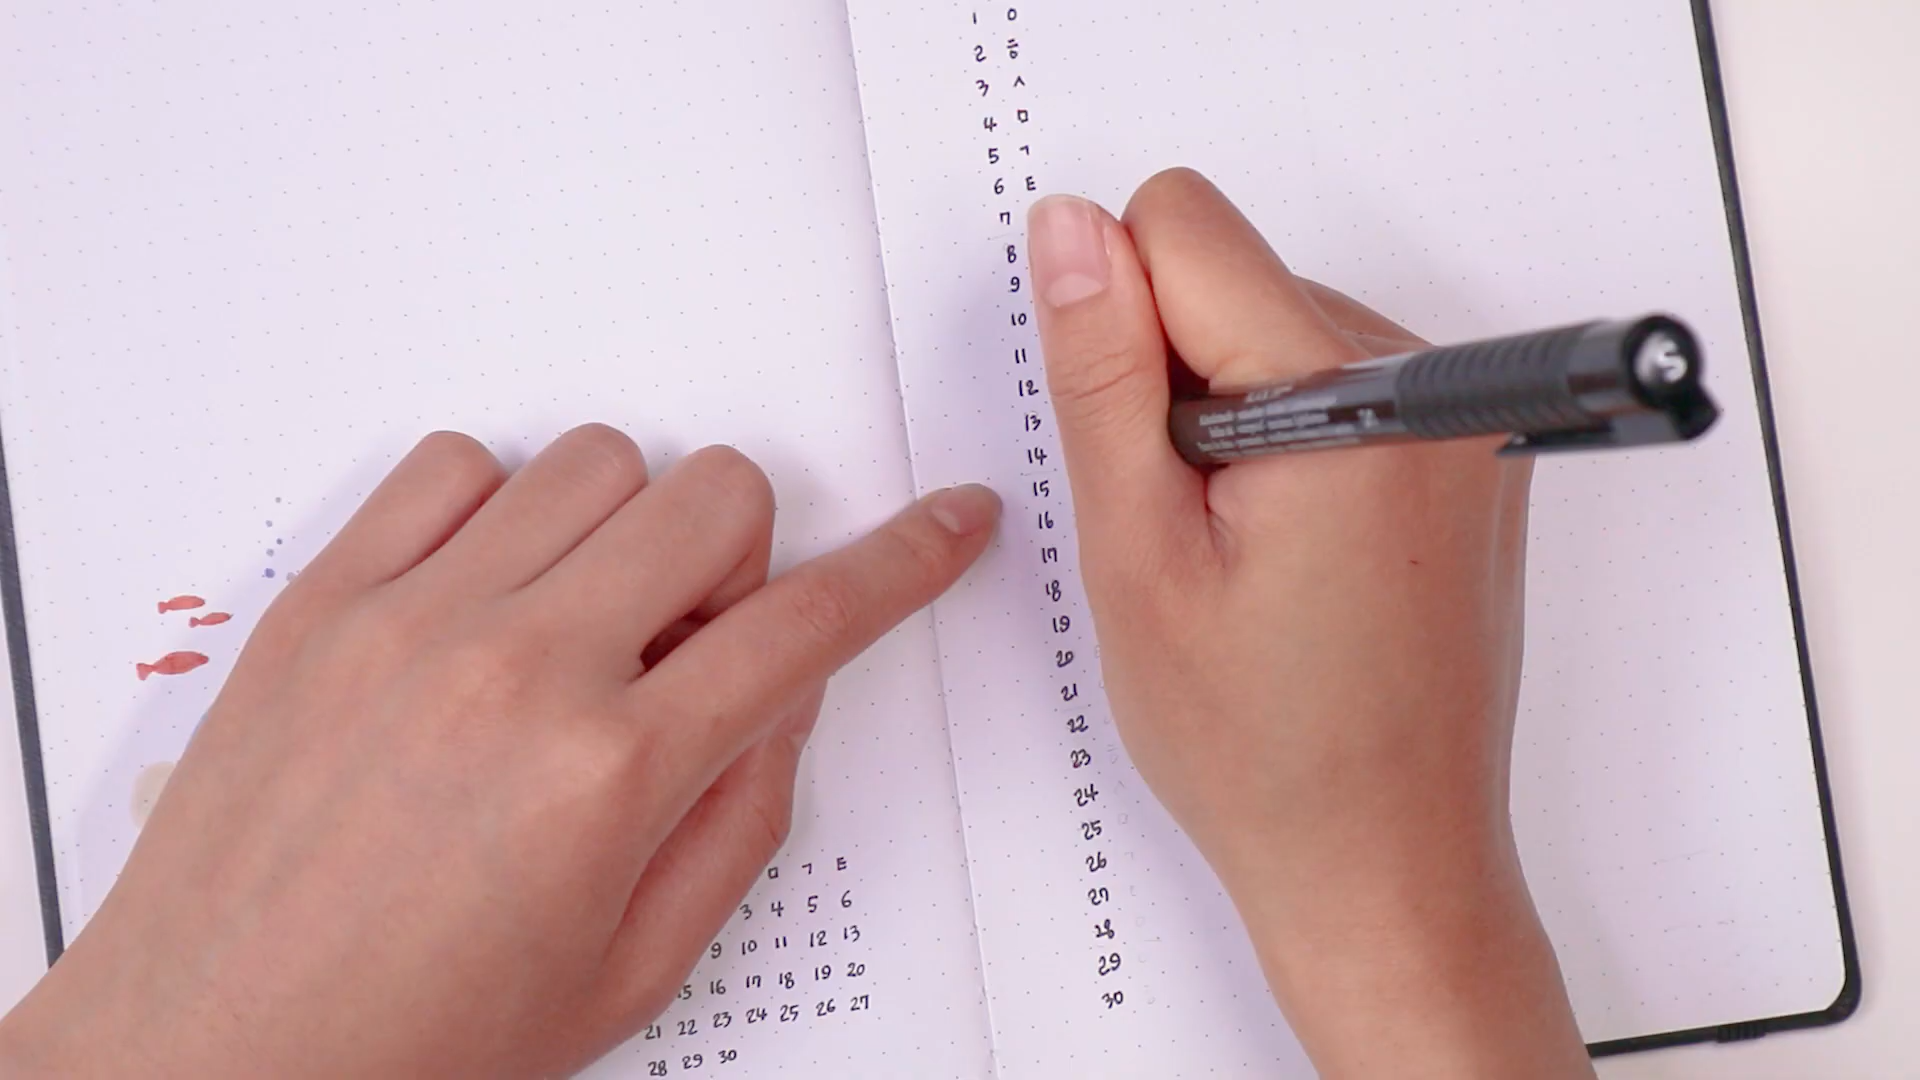 ㅁ ㄱ ㅌ
3 4 5 6
9 10 11 12 13
16 17 18 19 20
21 22 23 24 25 26 27
28 29 30
1 ㅇ
2 ㅎ
3 ㅅ
4 ㅁ
5 ㄱ
6 ㅌ
7
8
9
10
11
12
13
14
15
16
17
18
19
20
21
22
23
24
25
26
27
28
29
30
S